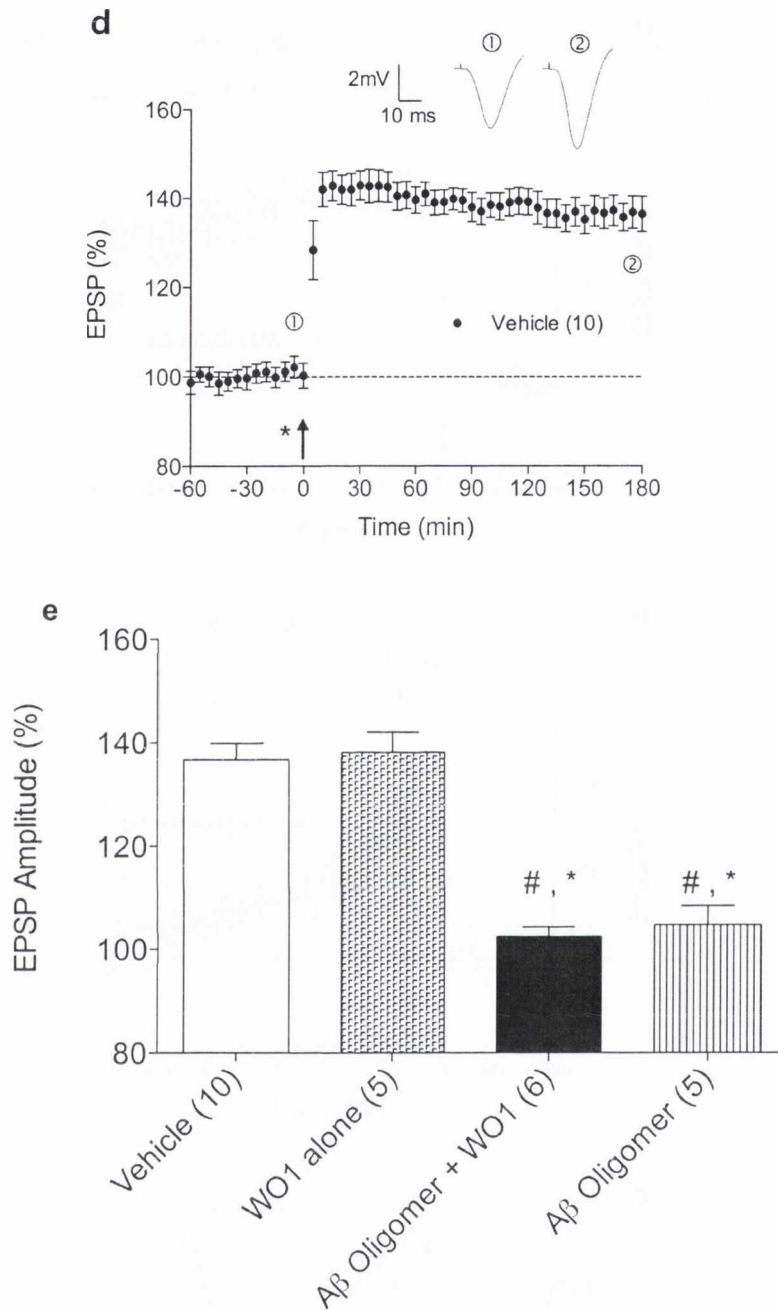 d
① ②
2mV
10 ms
160
140
120
100
80
EPSP (%)
①
②
Vehicle (10)
*
-60 -30 0 30 60 90 120 150 180
Time (min)
e
160
140
120
100
80
EPSP Amplitude (%)
# , * # , *
Vehicle (10)
WO1 alone (5)
Aβ Oligomer + WO1 (6)
Aβ Oligomer (5)